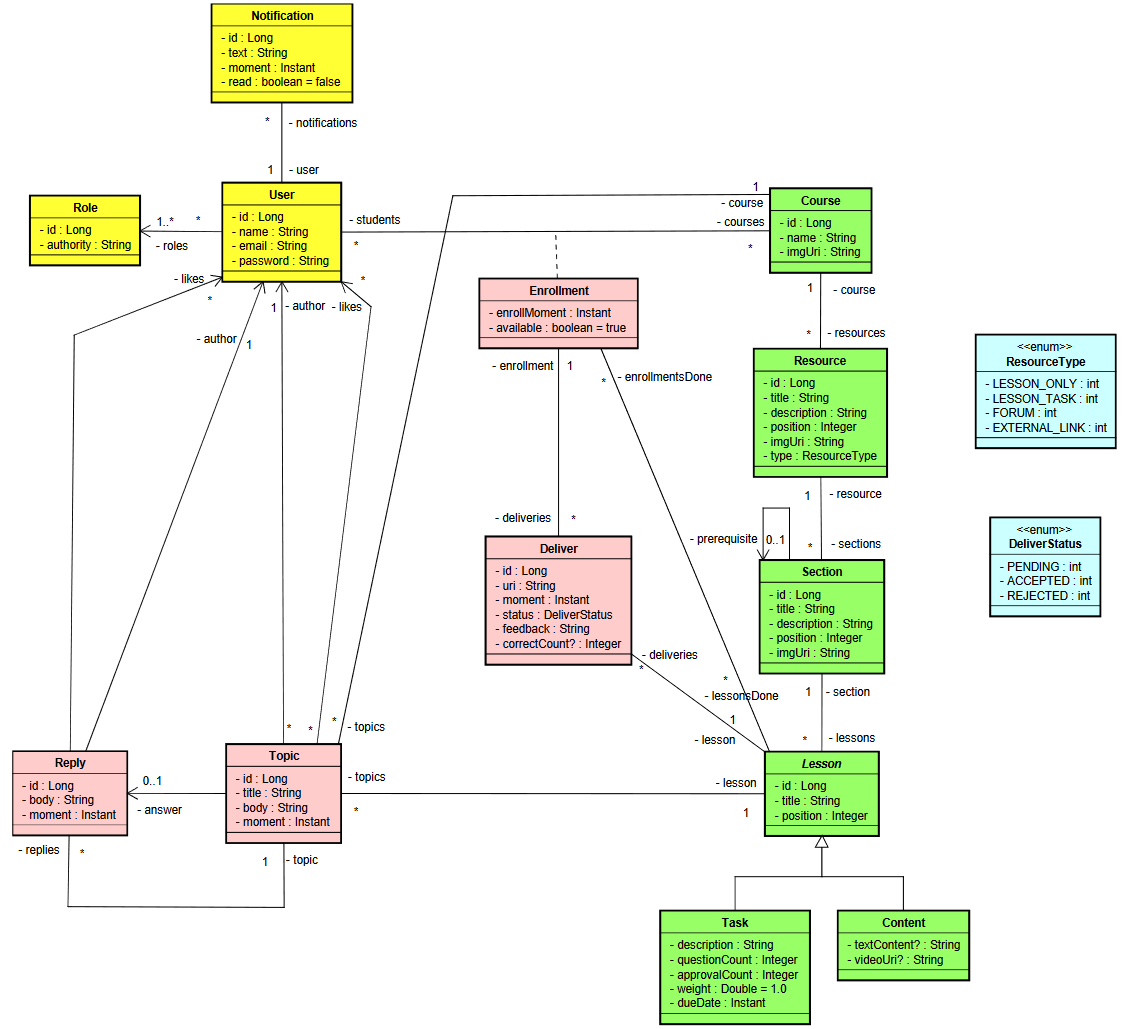 Notification
- id : Long
- text : String
- moment : Instant
- read : boolean = false
*
- notifications
1
- user
User
- id : Long
- name : String
- email : String
- password : String
Role
- id : Long
- authority : String
1..*
*
- roles
- students
*
1
- course
- courses
*
Course
- id : Long
- name : String
- imgUri : String
- likes
*
- author
1
1
- author
- likes
*
Enrollment
- enrollMoment : Instant
- available : boolean = true
1
- course
*
- resources
- enrollment
1
*
- enrollmentsDone
Resource
- id : Long
- title : String
- description : String
- position : Integer
- imgUri : String
- type : ResourceType
<<enum>>
ResourceType
- LESSON_ONLY : int
- LESSON_TASK : int
- FORUM : int
- EXTERNAL_LINK : int
1
- resource
- deliveries
*
- prerequisite
0..1
*
- sections
<<enum>>
DeliverStatus
- PENDING : int
- ACCEPTED : int
- REJECTED : int
Deliver
- id : Long
- uri : String
- moment : Instant
- status : DeliverStatus
- feedback : String
- correctCount? : Integer
Section
- id : Long
- title : String
- description : String
- position : Integer
- imgUri : String
- deliveries
*
*
- lessonsDone
1
- lesson
1
- section
*
- lessons
*
*
*
- topics
Reply
- id : Long
- body : String
- moment : Instant
0..1
- answer
Topic
- id : Long
- title : String
- body : String
- moment : Instant
- topics
*
- lesson
1
Lesson
- id : Long
- title : String
- position : Integer
- replies
*
1
- topic
Task
- description : String
- questionCount : Integer
- approvalCount : Integer
- weight : Double = 1.0
- dueDate : Instant
Content
- textContent? : String
- videoUri? : String